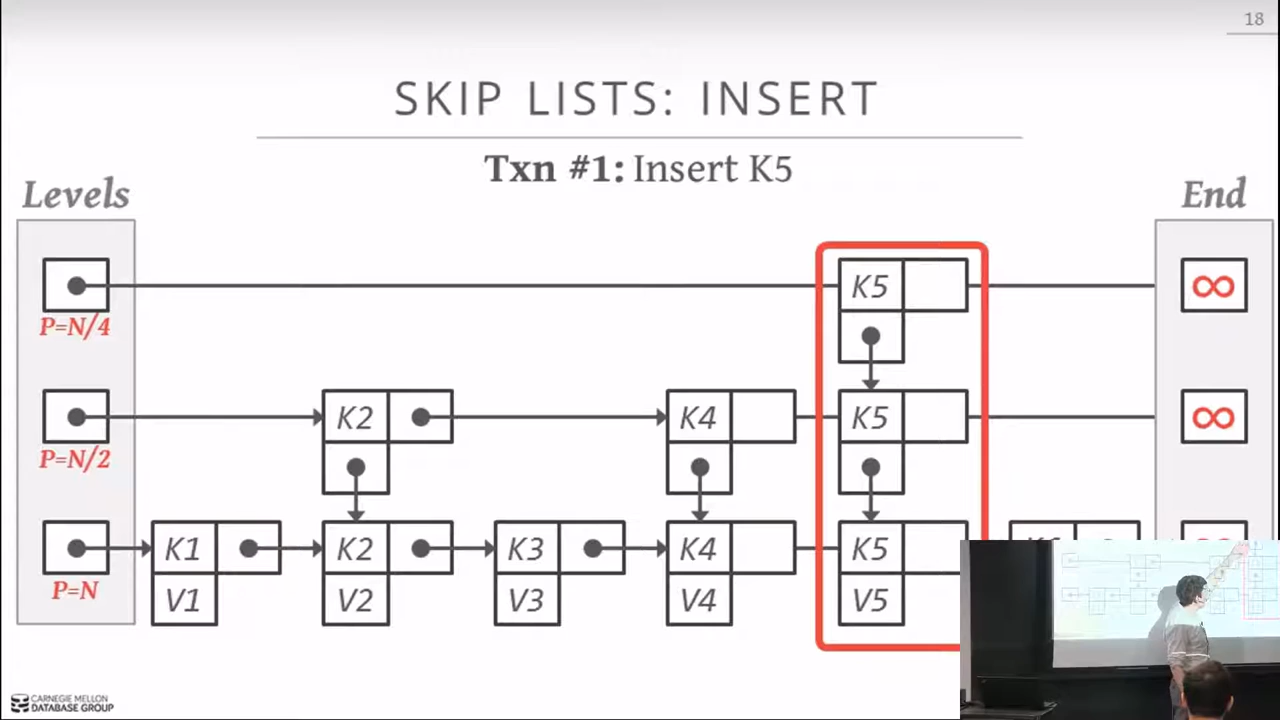 18
SKIP LISTS: INSERT
Txn #1: Insert K5
Levels
End
K5
∞
P=N/4
K2
K4
K5
∞
P=N/2
K1
K2
K3
K4
K5
P=N
V1
V2
V3
V4
V5
CARNEGIE MELLON
DATABASE GROUP